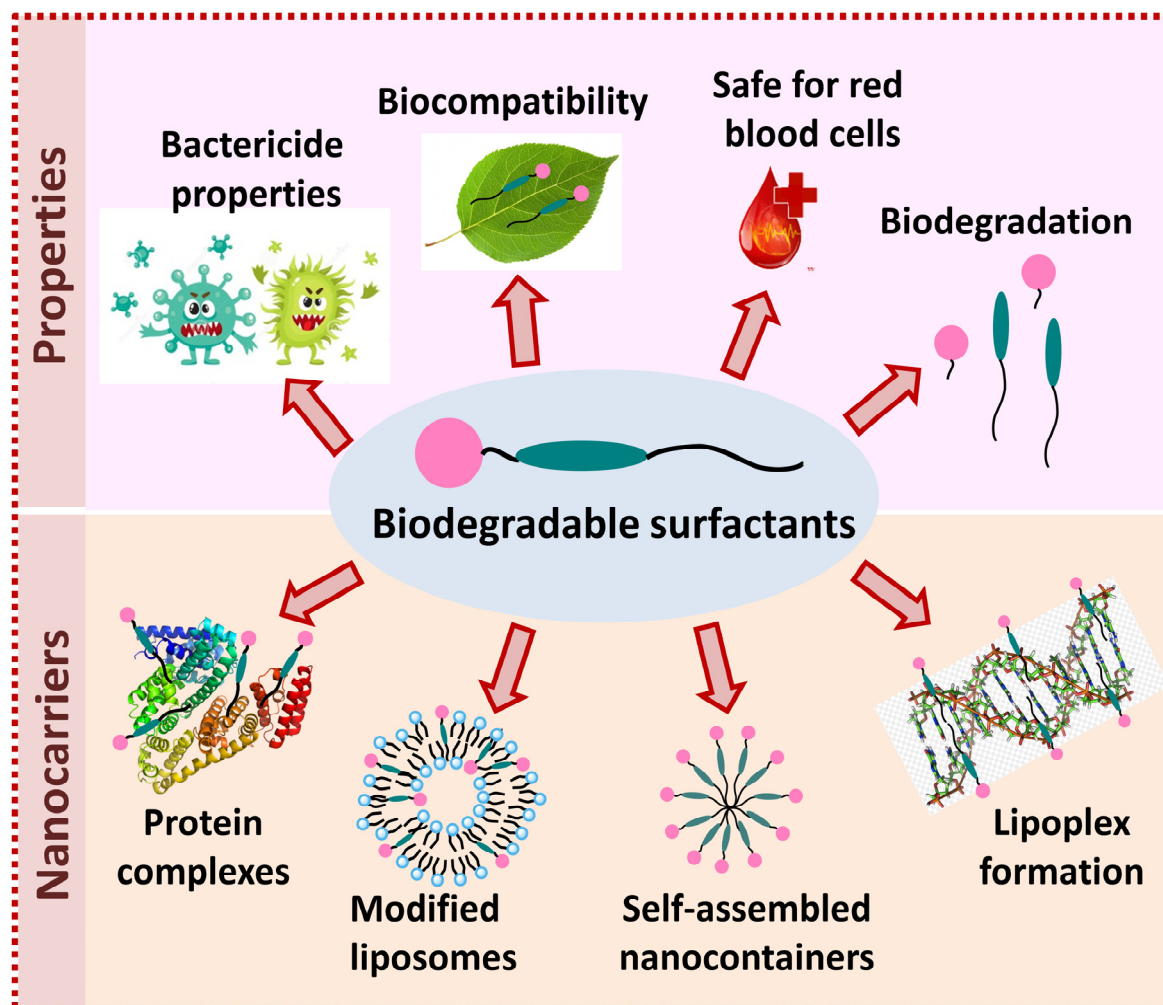 Properties
Bactericide
properties
Biocompatibility
Safe for red
blood cells
Biodegradation
Biodegradable surfactants
Nanocarriers
Protein
complexes
Modified
liposomes
Self-assembled
nanocontainers
Lipoplex
formation